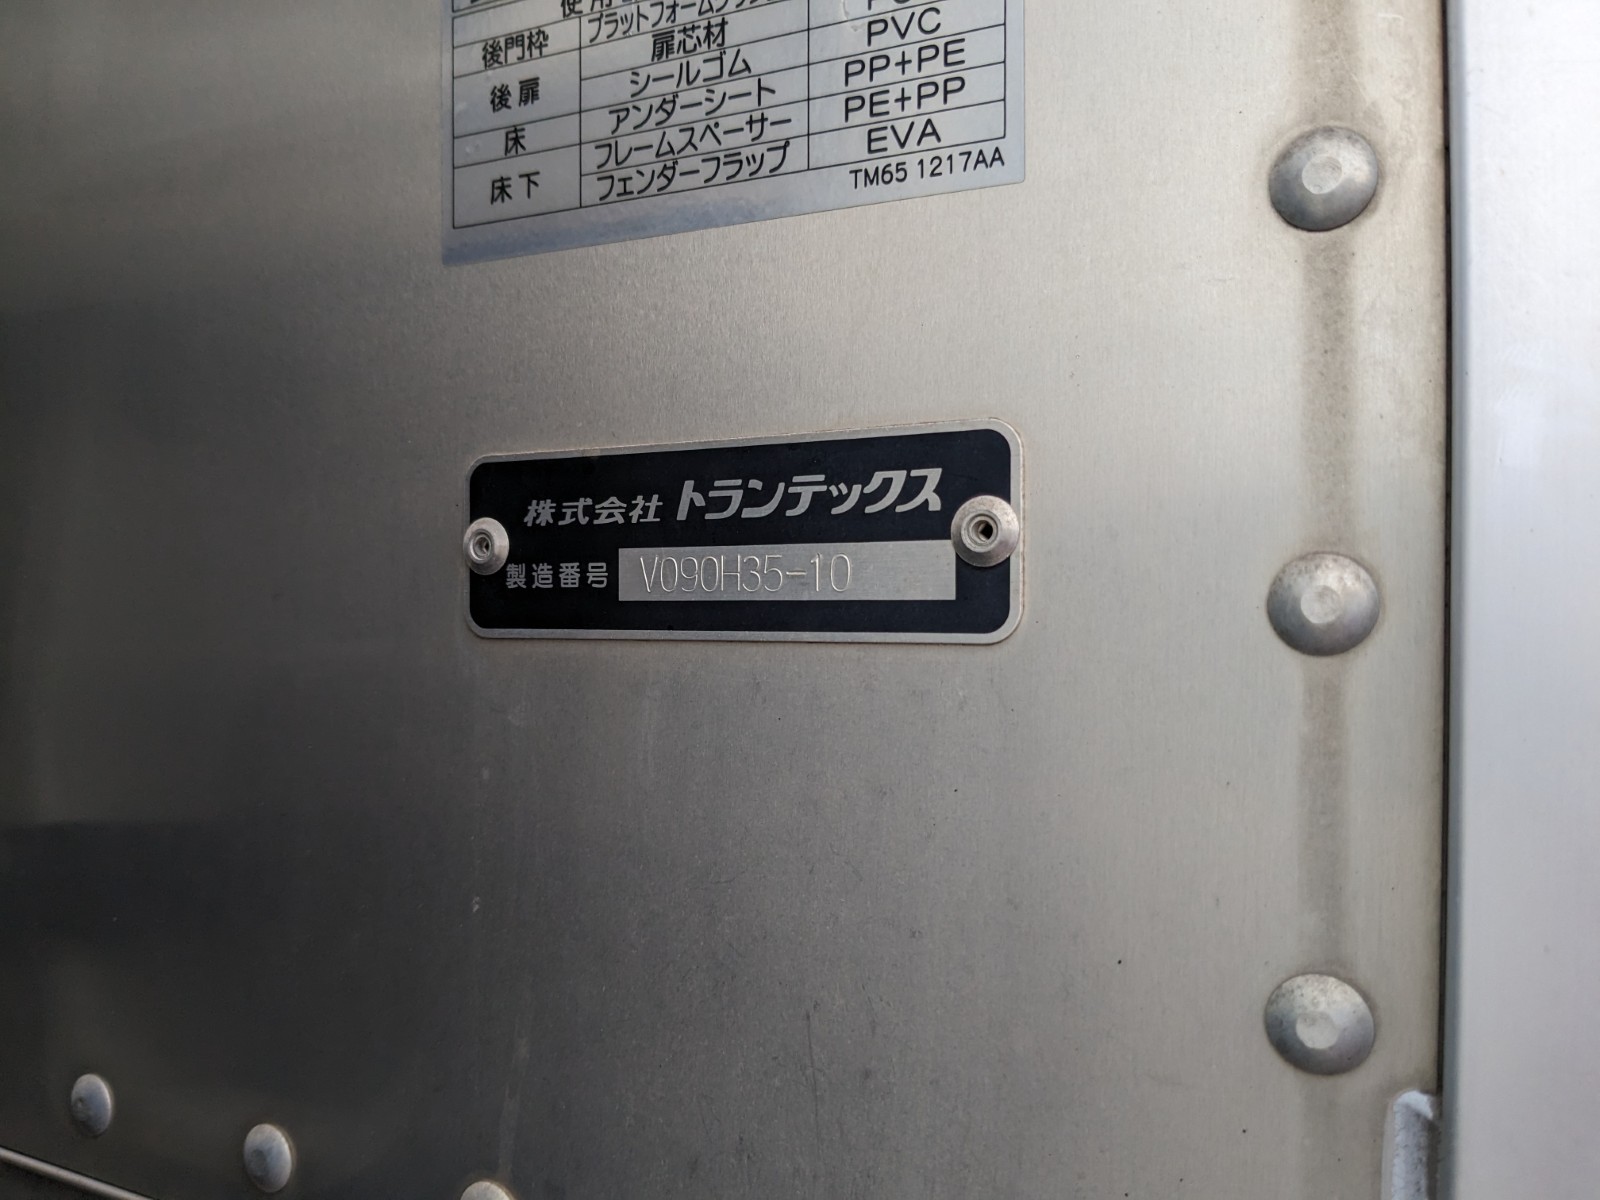 後門枠 プラットフォーム
後扉 扉芯材 PVC
シールゴム PP+PE
床 アンダーシート PE+PP
床下 フレームスペーサー EVA
フェンダーフラップ
TM65 1217AA
株式会社 トランテックス
製造番号 V090H35-10